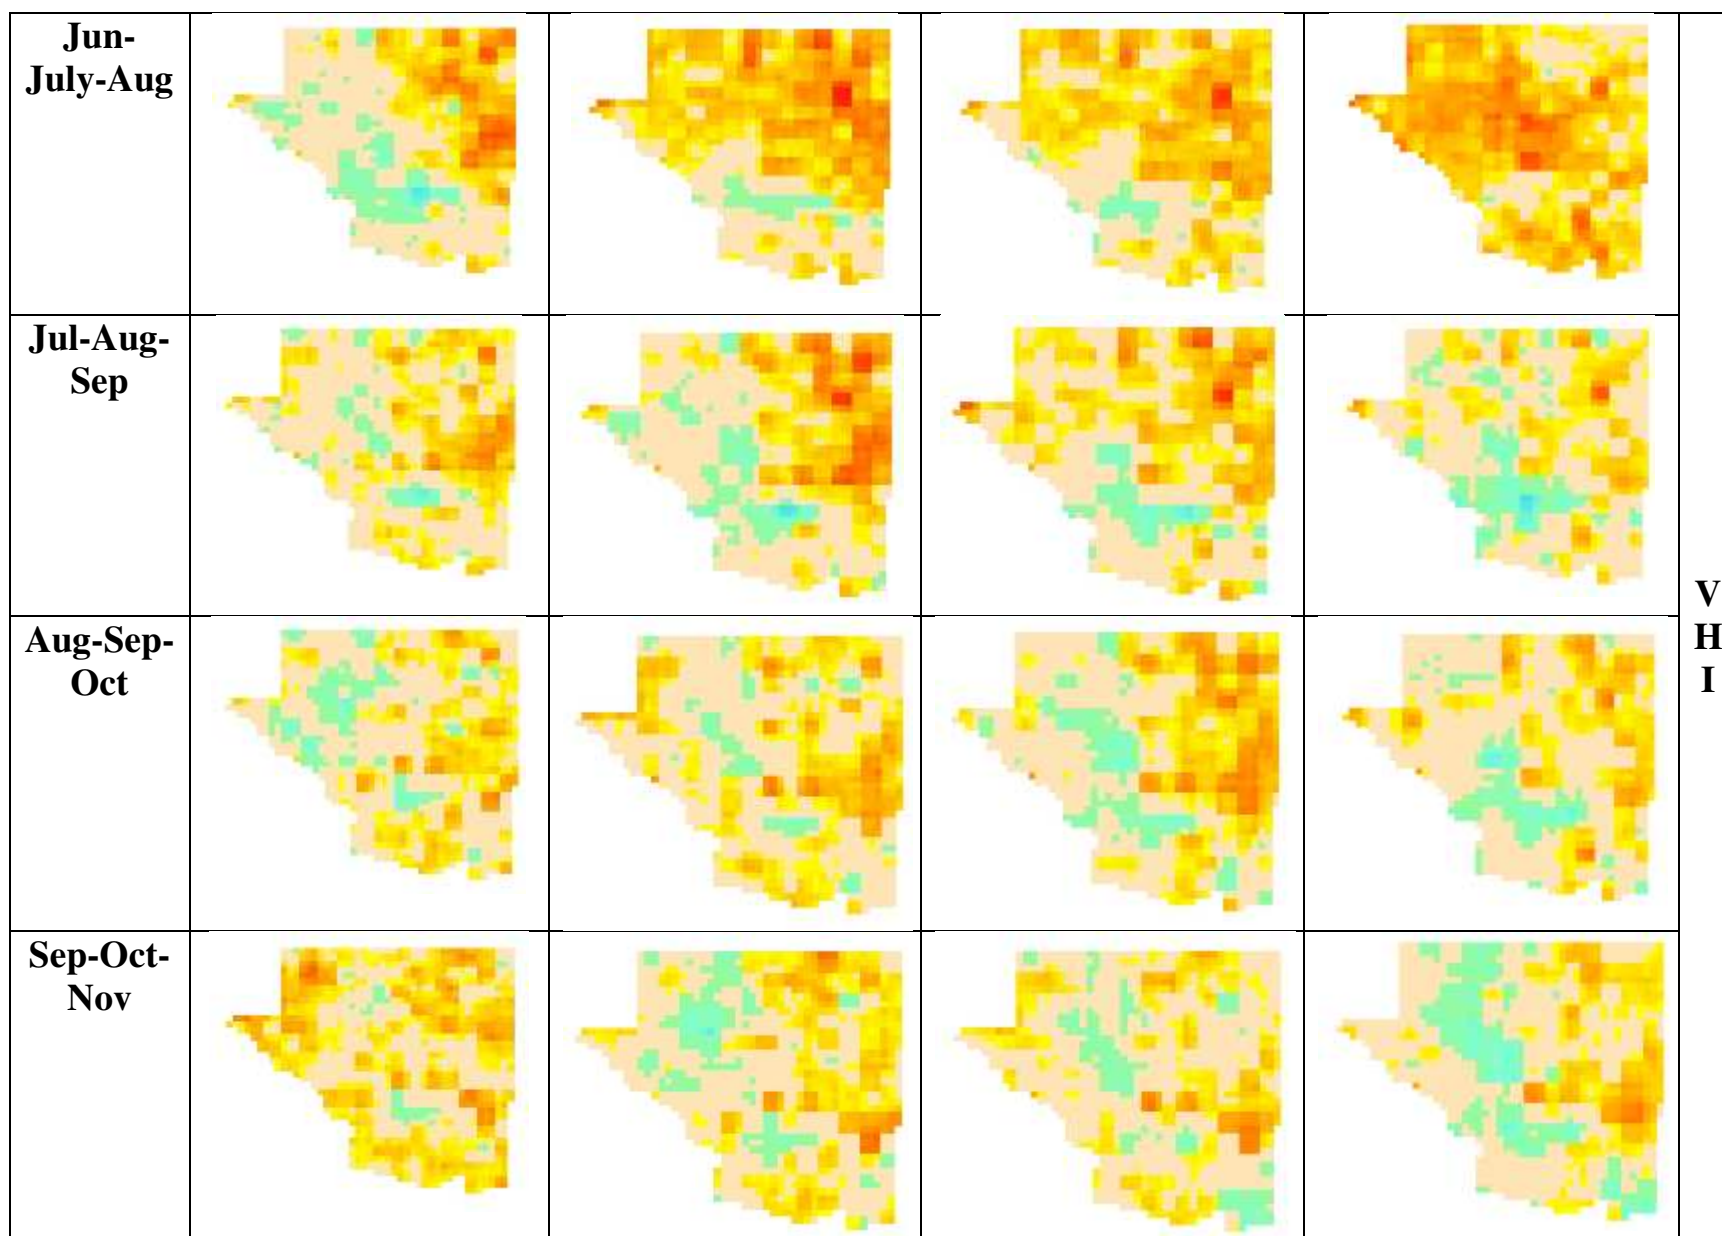 Jun-
July-Aug
Jul-Aug-
Sep
Aug-Sep-
Oct
Sep-Oct-
Nov
V
H
I